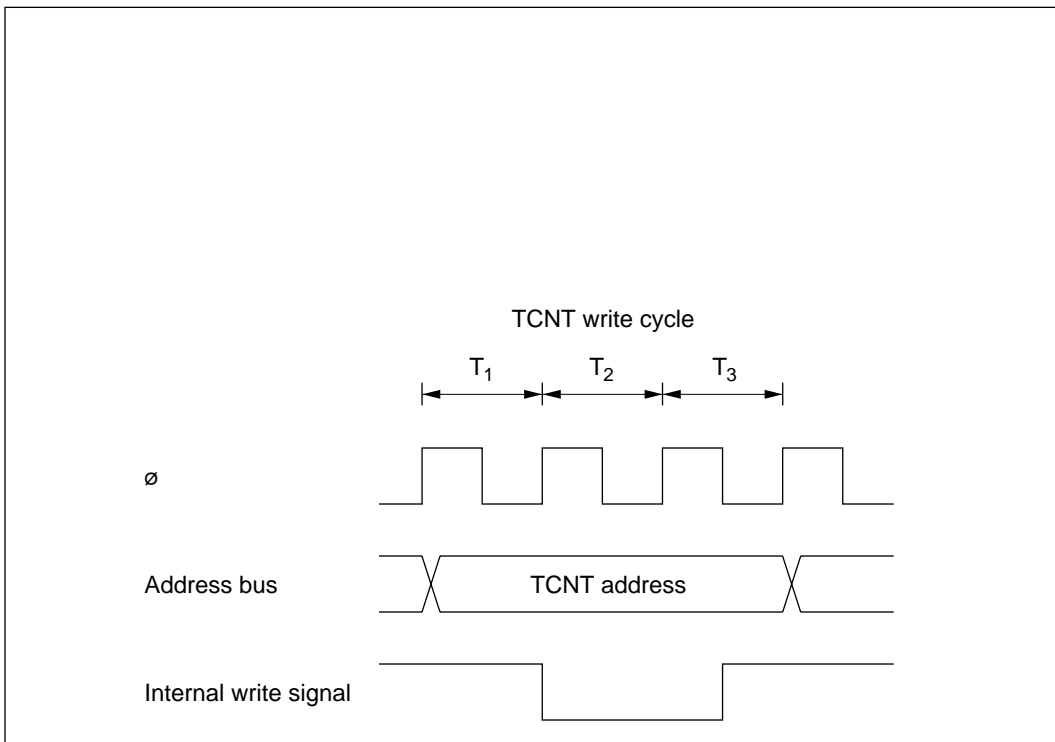 TCNT write cycle
T1 T2 T3
ø
Address bus TCNT address
Internal write signal